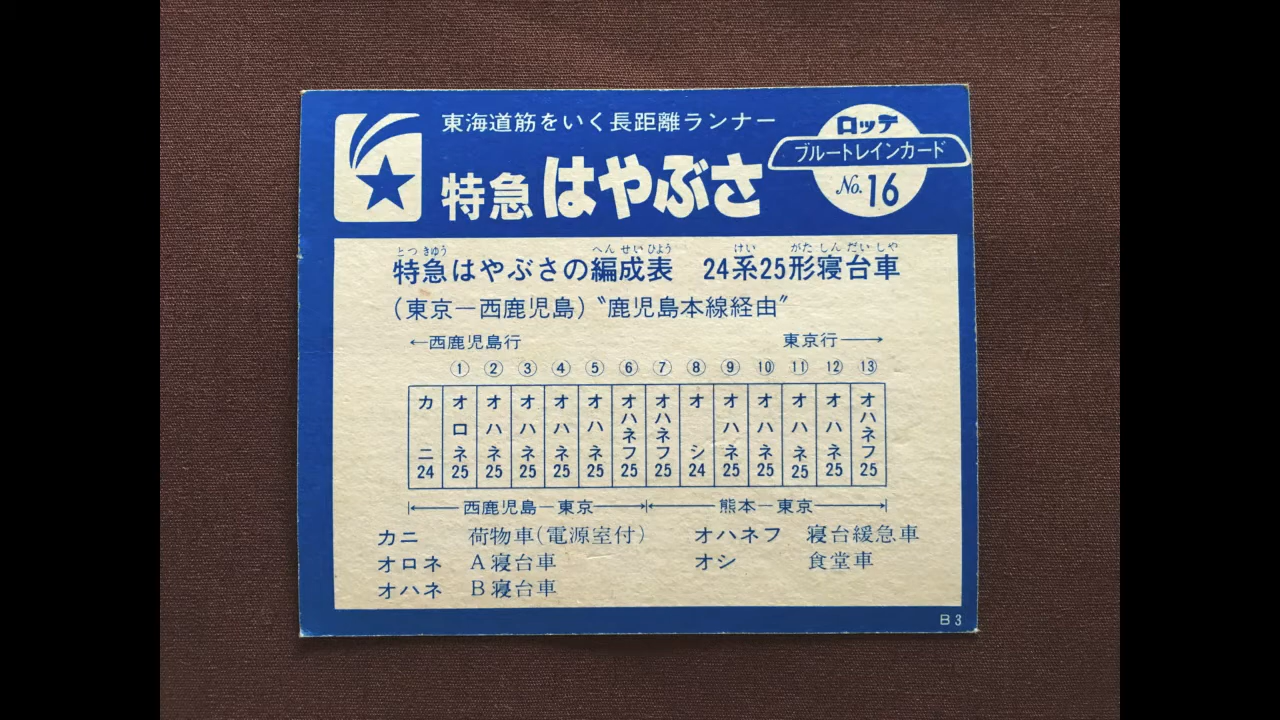 東海道筋をいく長距離ランナー
特急はやぶさ
ロッテ
ブルートレインカード
No.16
とっきゅう へんせいひょう けい がたしんだいしゃ
特急はやぶさの編成表 24系25形寝台車
(東京－西鹿児島)〝鹿児島本線経由〟
←西鹿児島行 東京行→
① ② ③ ④ ⑤ ⑥ ⑦ ⑧ ⑨ ⑩ ⑪ ⑫ ⑬
カニ24 オロネ25 オハネ25 オハネ25 オハネ25 オハネ25 オハネフ25 オハネフ25 オシ24 オハネ25 オハネ25 オハネ25 オハネ25 オハネフ25
西鹿児島－東京 熊本－東京
カニ 荷物車(電源室付) オハネフ 寝台緩急車
オロネ A寝台車 オシ 食堂車
オハネ B寝台車
B3